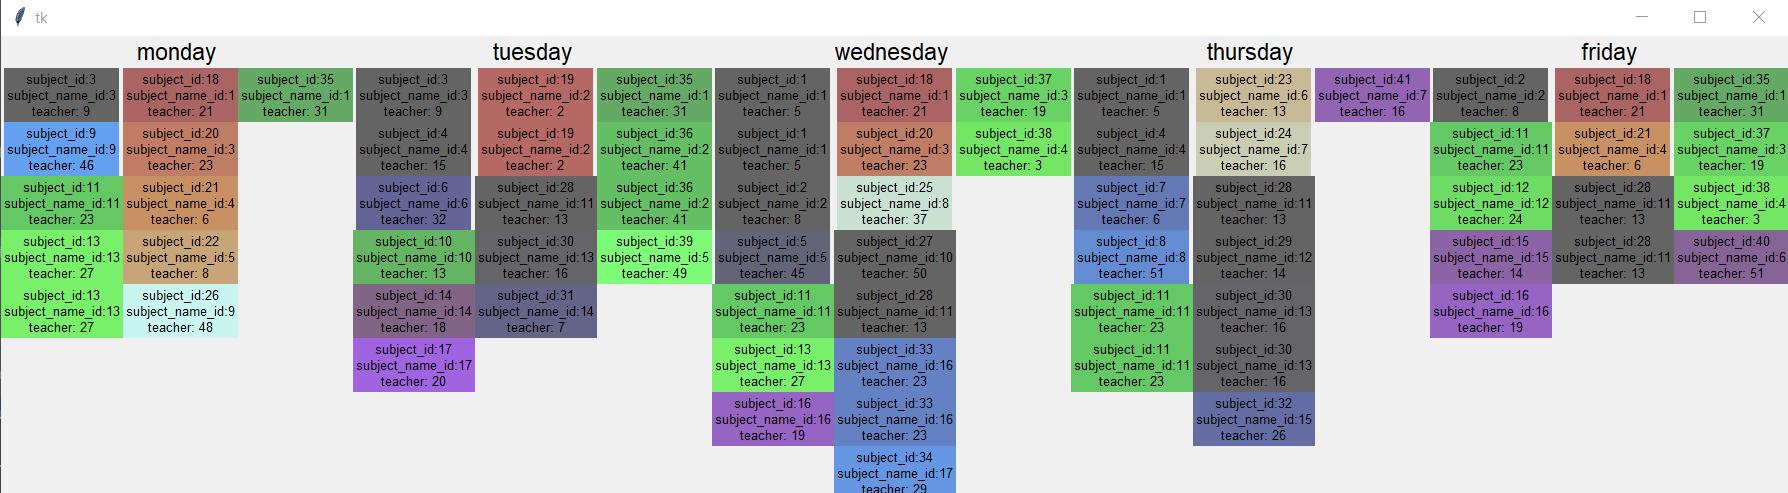 tk
monday
tuesday
wednesday
thursday
friday
subject_id:3
subject_name_id:3
teacher: 9
subject_id:9
subject_name_id:9
teacher: 46
subject_id:11
subject_name_id:11
teacher: 23
subject_id:13
subject_name_id:13
teacher: 27
subject_id:13
subject_name_id:13
teacher: 27
subject_id:18
subject_name_id:1
teacher: 21
subject_id:20
subject_name_id:3
teacher: 23
subject_id:21
subject_name_id:4
teacher: 6
subject_id:22
subject_name_id:5
teacher: 8
subject_id:26
subject_name_id:9
teacher: 48
subject_id:35
subject_name_id:1
teacher: 31
subject_id:3
subject_name_id:3
teacher: 9
subject_id:4
subject_name_id:4
teacher: 15
subject_id:6
subject_name_id:6
teacher: 32
subject_id:10
subject_name_id:10
teacher: 13
subject_id:14
subject_name_id:14
teacher: 18
subject_id:17
subject_name_id:17
teacher: 20
subject_id:19
subject_name_id:2
teacher: 2
subject_id:19
subject_name_id:2
teacher: 2
subject_id:28
subject_name_id:11
teacher: 13
subject_id:30
subject_name_id:13
teacher: 16
subject_id:31
subject_name_id:14
teacher: 7
subject_id:35
subject_name_id:1
teacher: 31
subject_id:36
subject_name_id:2
teacher: 41
subject_id:36
subject_name_id:2
teacher: 41
subject_id:39
subject_name_id:5
teacher: 49
subject_id:1
subject_name_id:1
teacher: 5
subject_id:1
subject_name_id:1
teacher: 5
subject_id:2
subject_name_id:2
teacher: 8
subject_id:5
subject_name_id:5
teacher: 45
subject_id:11
subject_name_id:11
teacher: 23
subject_id:13
subject_name_id:13
teacher: 27
subject_id:16
subject_name_id:16
teacher: 19
subject_id:18
subject_name_id:1
teacher: 21
subject_id:20
subject_name_id:3
teacher: 23
subject_id:25
subject_name_id:8
teacher: 37
subject_id:27
subject_name_id:10
teacher: 50
subject_id:28
subject_name_id:11
teacher: 13
subject_id:33
subject_name_id:16
teacher: 23
subject_id:33
subject_name_id:16
teacher: 23
subject_id:34
subject_name_id:17
teacher: 29
subject_id:37
subject_name_id:3
teacher: 19
subject_id:38
subject_name_id:4
teacher: 3
subject_id:1
subject_name_id:1
teacher: 5
subject_id:4
subject_name_id:4
teacher: 15
subject_id:7
subject_name_id:7
teacher: 6
subject_id:8
subject_name_id:8
teacher: 51
subject_id:11
subject_name_id:11
teacher: 23
subject_id:11
subject_name_id:11
teacher: 23
subject_id:23
subject_name_id:6
teacher: 13
subject_id:24
subject_name_id:7
teacher: 16
subject_id:28
subject_name_id:11
teacher: 13
subject_id:29
subject_name_id:12
teacher: 14
subject_id:30
subject_name_id:13
teacher: 16
subject_id:30
subject_name_id:13
teacher: 16
subject_id:32
subject_name_id:15
teacher: 26
subject_id:41
subject_name_id:7
teacher: 16
subject_id:2
subject_name_id:2
teacher: 8
subject_id:11
subject_name_id:11
teacher: 23
subject_id:12
subject_name_id:12
teacher: 24
subject_id:15
subject_name_id:15
teacher: 14
subject_id:16
subject_name_id:16
teacher: 19
subject_id:18
subject_name_id:1
teacher: 21
subject_id:21
subject_name_id:4
teacher: 6
subject_id:28
subject_name_id:11
teacher: 13
subject_id:28
subject_name_id:11
teacher: 13
subject_id:35
subject_name_id:1
teacher: 31
subject_id:37
subject_name_id:3
teacher: 19
subject_id:38
subject_name_id:4
teacher: 3
subject_id:40
subject_name_id:6
teacher: 51